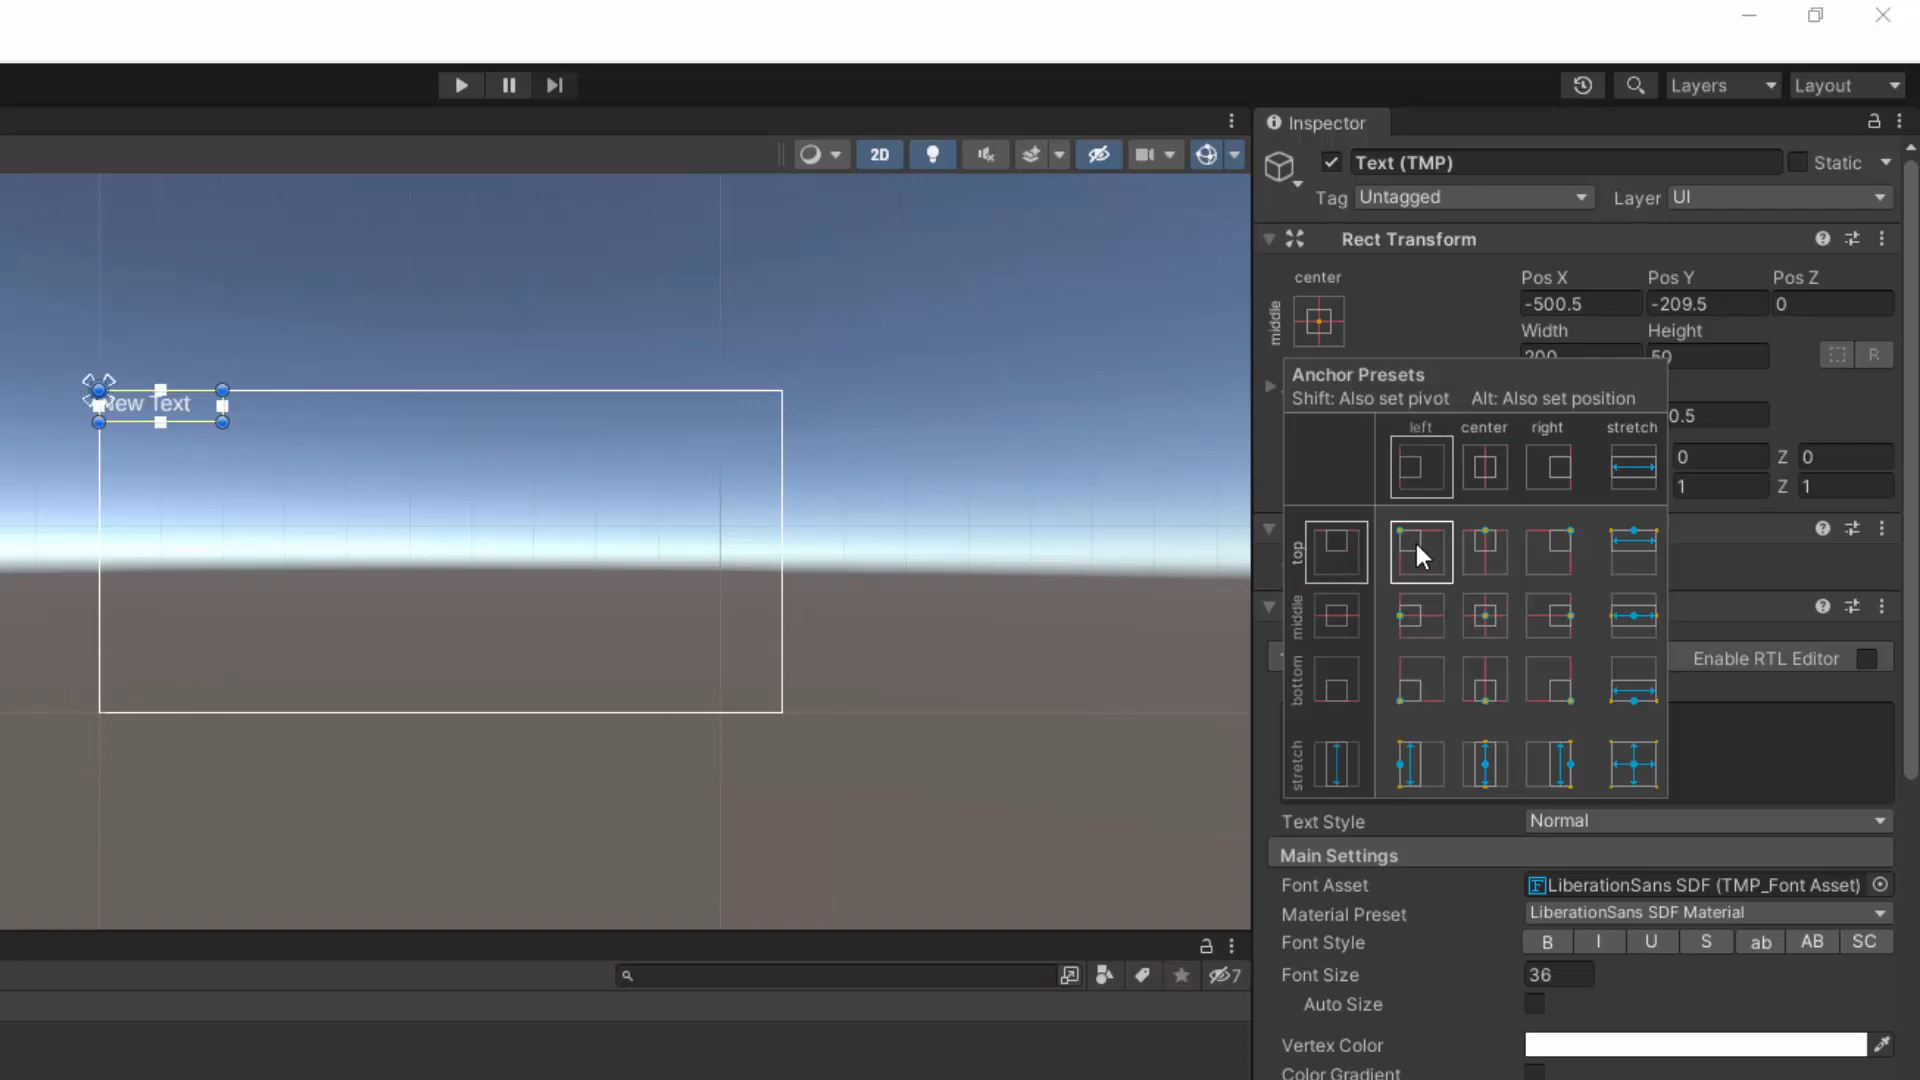 Layers
Layout
Inspector
2D
Text (TMP)
Static
Tag
Untagged
Layer
UI
Rect Transform
center
Pos X
Pos Y
Pos Z
middle
-500.5
-209.5
0
Width
Height
200
50
R
New Text
Anchor Presets
Shift: Also set pivot
Alt: Also set position
0.5
left
center
right
stretch
0
Z
0
1
Z
1
top
middle
bottom
stretch
Enable RTL Editor
Text Style
Normal
Main Settings
Font Asset
LiberationSans SDF (TMP_Font Asset)
Material Preset
LiberationSans SDF Material
Font Style
B
I
U
S
ab
AB
SC
7
Font Size
36
Auto Size
Vertex Color
Color Gradient